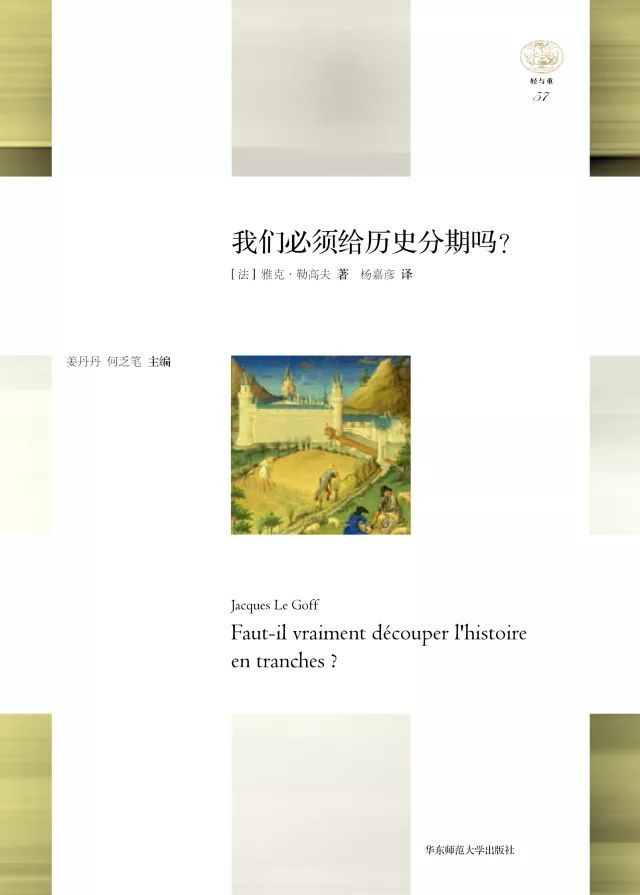 轻与重
57
我们必须给历史分期吗?
[法] 雅克·勒高夫 著 杨嘉彦 译
姜丹丹 何乏笔 主编
Jacques Le Goff
Faut-il vraiment découper l'histoire
en tranches ?
华东师范大学出版社